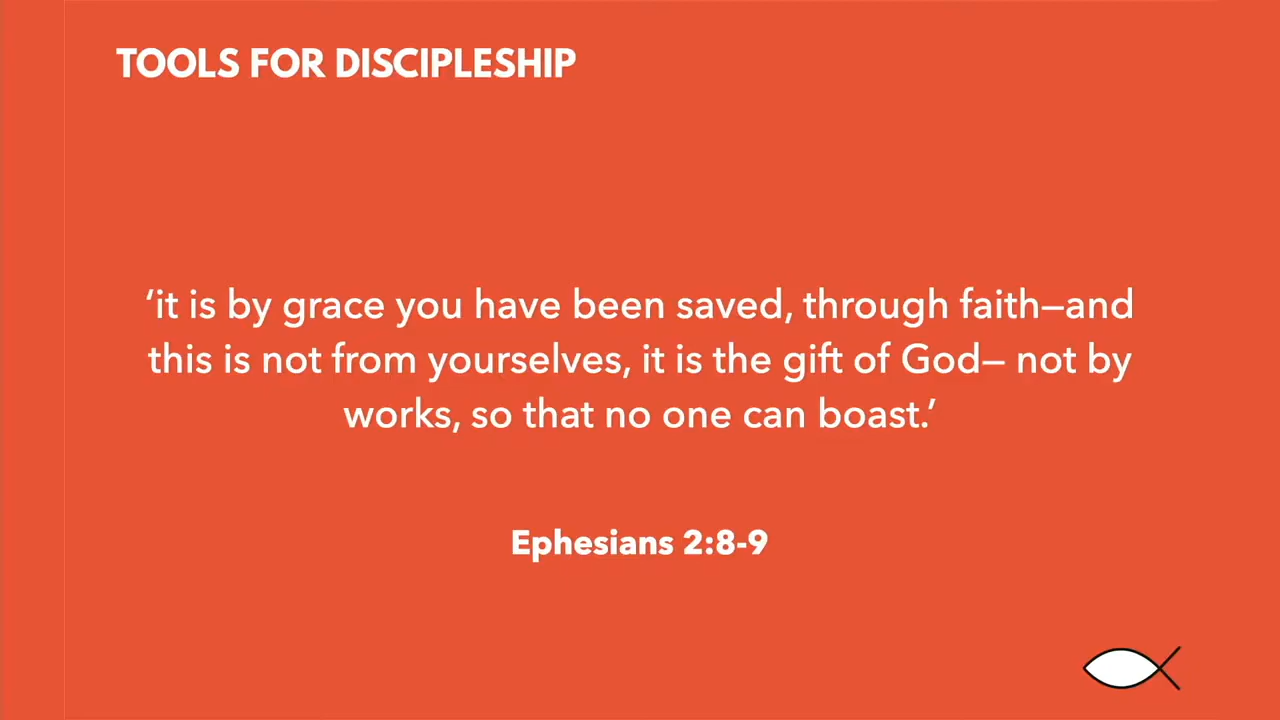 TOOLS FOR DISCIPLESHIP
‘it is by grace you have been saved, through faith—and
this is not from yourselves, it is the gift of God— not by
works, so that no one can boast.’
Ephesians 2:8-9